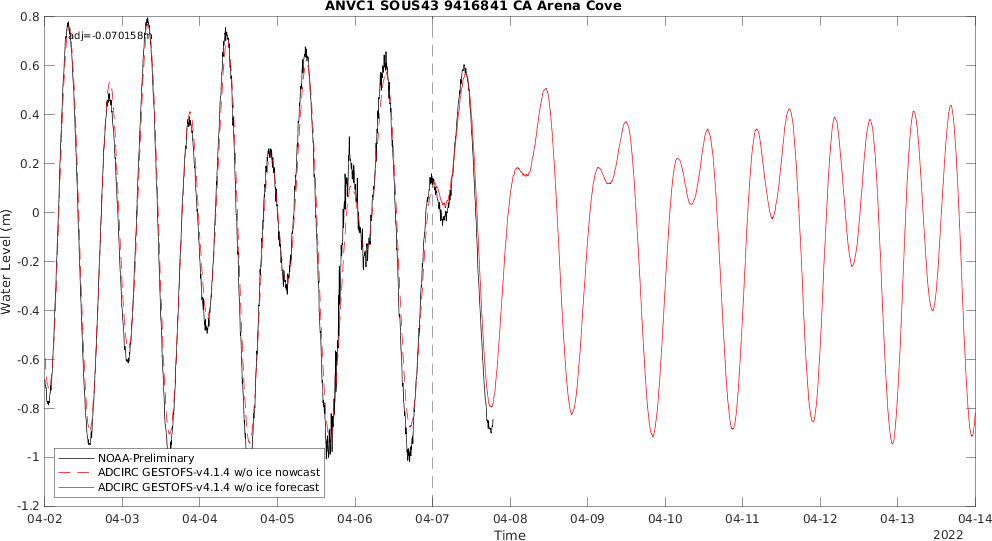 ANVC1 SOUS43 9416841 CA Arena Cove
adj=-0.070158m
Water Level (m)
0.8
0.6
0.4
0.2
0
-0.2
-0.4
-0.6
-0.8
-1
-1.2
NOAA-Preliminary
ADCIRC GESTOFS-v4.1.4 w/o ice nowcast
ADCIRC GESTOFS-v4.1.4 w/o ice forecast
04-02 04-03 04-04 04-05 04-06 04-07 04-08 04-09 04-10 04-11 04-12 04-13 04-14
Time
2022